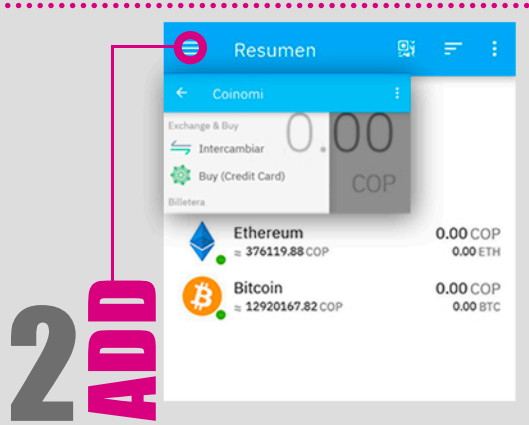 Resumen
Coinomi
Exchange & Buy
Intercambiar
Buy (Credit Card)
Billetera
0.00
COP
Ethereum 0.00 COP
≈ 376119.88 COP 0.00 ETH
Bitcoin 0.00 COP
≈ 12920167.82 COP 0.00 BTC
2 ADD